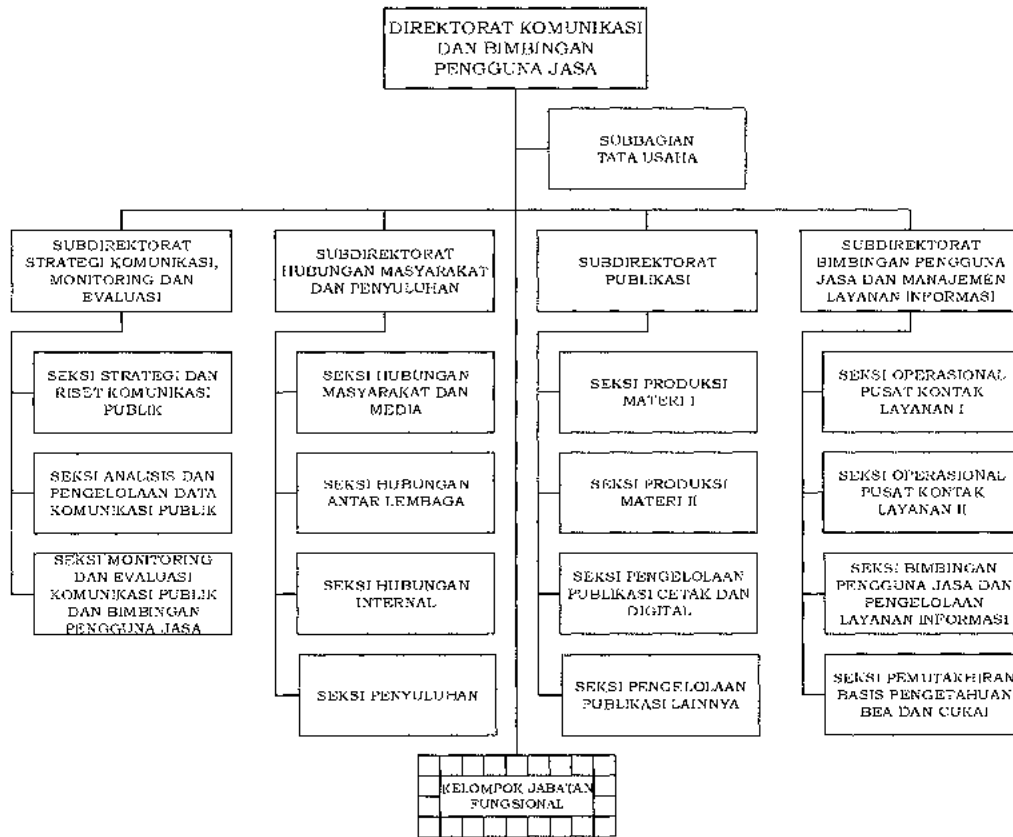 DIREKTORAT KOMUNIKASI
DAN BIMBINGAN
PENGGUNA JASA
SUBBAGIAN
TATA USAHA
SUBDIREKTORAT
STRATEGI KOMUNIKASI,
MONITORING DAN
EVALUASI
SUBDIREKTORAT
HUBUNGAN MASYARAKAT
DAN PENYULUHAN
SUBDIREKTORAT
PUBLIKASI
SUBDIREKTORAT
BIMBINGAN PENGGUNA
JASA DAN MANAJEMEN
LAYANAN INFORMASI
SEKSI STRATEGI DAN
RISET KOMUNIKASI
PUBLIK
SEKSI HUBUNGAN
MASYARAKAT DAN
MEDIA
SEKSI PRODUKSI
MATERI I
SEKSI OPERASIONAL
PUSAT KONTAK
LAYANAN I
SEKSI ANALISIS DAN
PENGELOLAAN DATA
KOMUNIKASI PUBLIK
SEKSI HUBUNGAN
ANTAR LEMBAGA
SEKSI PRODUKSI
MATERI II
SEKSI OPERASIONAL
PUSAT KONTAK
LAYANAN II
SEKSI MONITORING
DAN EVALUASI
KOMUNIKASI PUBLIK
DAN BIMBINGAN
PENGGUNA JASA
SEKSI HUBUNGAN
INTERNAL
SEKSI PENGELOLAAN
PUBLIKASI CETAK DAN
DIGITAL
SEKSI BIMBINGAN
PENGGUNA JASA DAN
PENGELOLAAN
LAYANAN INFORMASI
SEKSI PENYULUHAN
SEKSI PENGELOLAAN
PUBLIKASI LAINNYA
SEKSI PEMUTAKHIRAN
BASIS PENGETAHUAN
BEA DAN CUKAI
KELOMPOK JABATAN
FUNGSIONAL